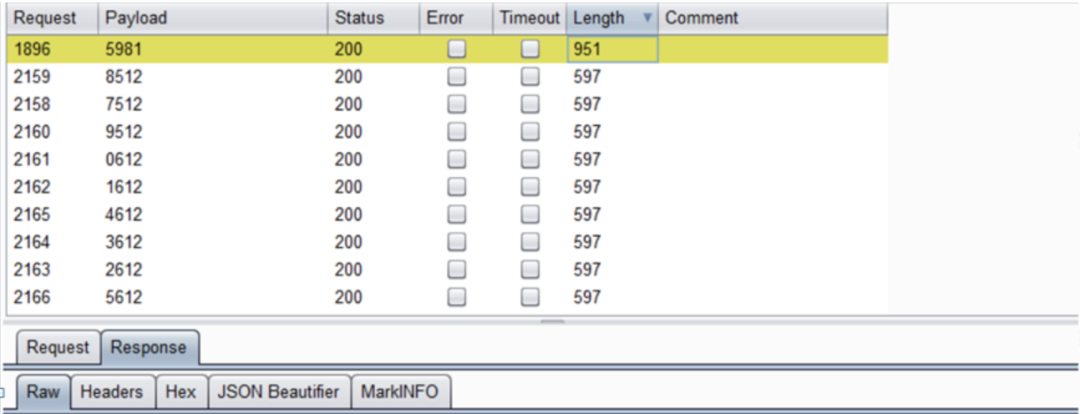 Request Payload Status Error Timeout Length Comment
1896 5981 200 951
2159 8512 200 597
2158 7512 200 597
2160 9512 200 597
2161 0612 200 597
2162 1612 200 597
2165 4612 200 597
2164 3612 200 597
2163 2612 200 597
2166 5612 200 597
Request Response
Raw Headers Hex JSON Beautifier MarkINFO